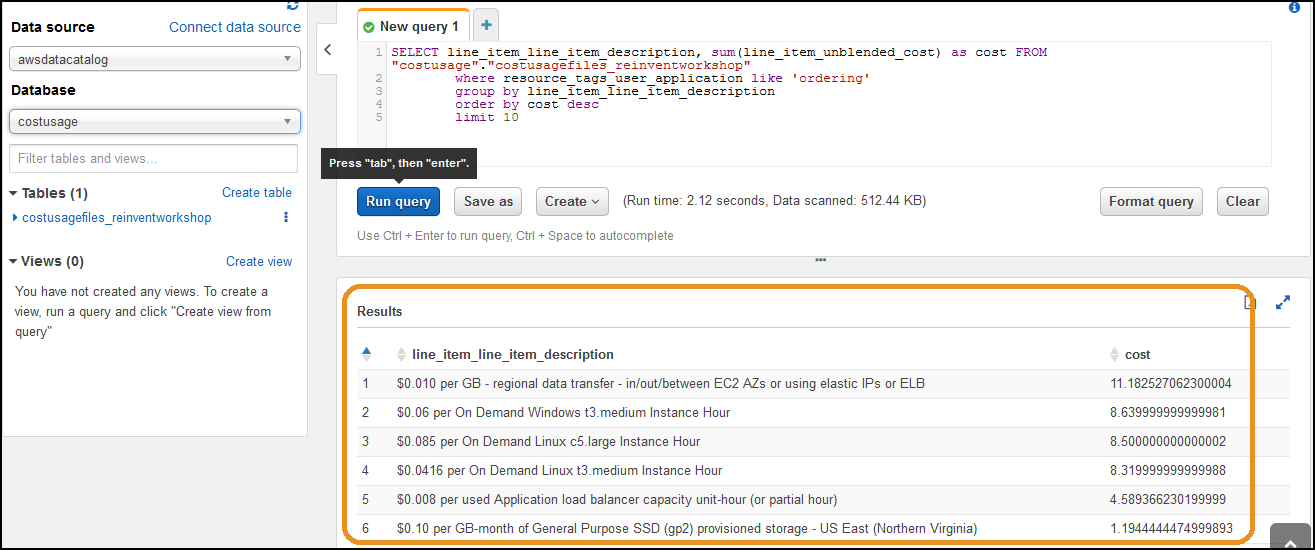 Data source
Connect data source
awsdatacatalog
Database
costusage
Filter tables and views...
Tables (1)
Create table
costusagefiles_reinventworkshop
Views (0)
Create view
You have not created any views. To create a
view, run a query and click "Create view from
query"
New query 1
1 SELECT line_item_line_item_description, sum(line_item_unblended_cost) as cost FROM
"costusage"."costusagefiles_reinventworkshop"
2 where resource_tags_user_application like 'ordering'
3 group by line_item_line_item_description
4 order by cost desc
5 limit 10
Press "tab", then "enter".
Run query
Save as
Create
(Run time: 2.12 seconds, Data scanned: 512.44 KB)
Format query
Clear
Use Ctrl + Enter to run query, Ctrl + Space to autocomplete
Results
line_item_line_item_description cost
1 $0.010 per GB - regional data transfer - in/out/between EC2 AZs or using elastic IPs or ELB 11.182527062300004
2 $0.06 per On Demand Windows t3.medium Instance Hour 8.639999999999981
3 $0.085 per On Demand Linux c5.large Instance Hour 8.500000000000002
4 $0.0416 per On Demand Linux t3.medium Instance Hour 8.319999999999988
5 $0.008 per used Application load balancer capacity unit-hour (or partial hour) 4.589366230199999
6 $0.10 per GB-month of General Purpose SSD (gp2) provisioned storage - US East (Northern Virginia) 1.1944444474999893